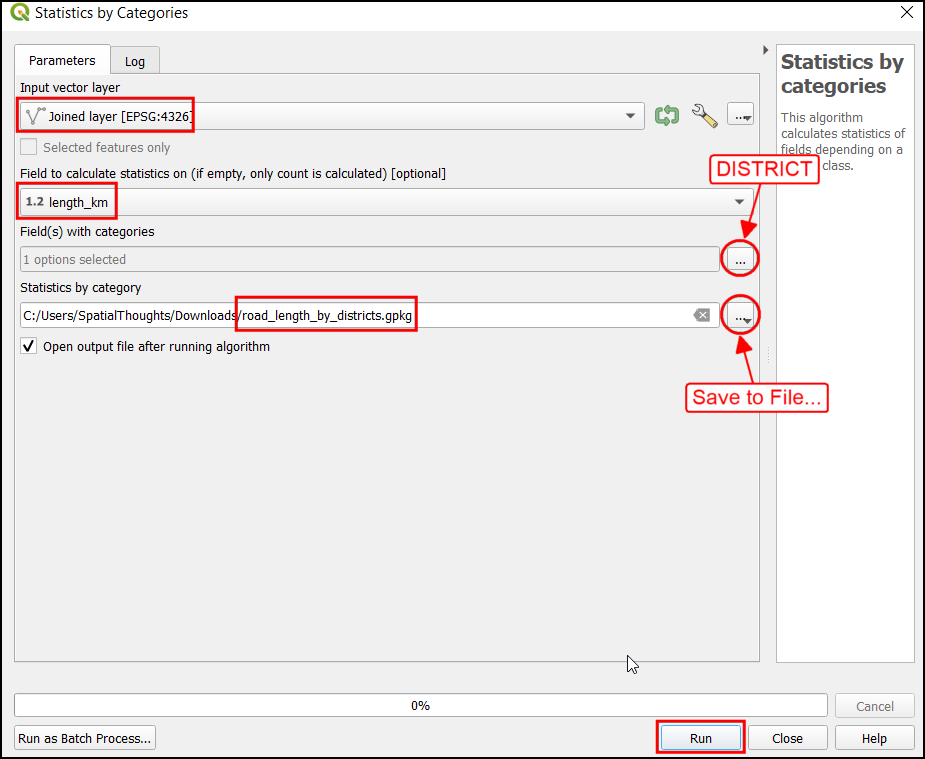 Statistics by Categories
Parameters
Log
Input vector layer
Joined layer [EPSG:4326]
...
Selected features only
Field to calculate statistics on (if empty, only count is calculated) [optional]
1.2 length_km
Field(s) with categories
1 options selected
...
Statistics by category
C:/Users/SpatialThoughts/Downloads/road_length_by_districts.gpkg
...
Open output file after running algorithm
DISTRICT
Save to File...
Statistics by
categories
This algorithm
calculates statistics of
fields depending on a
class.
0%
Cancel
Run as Batch Process...
Run
Close
Help